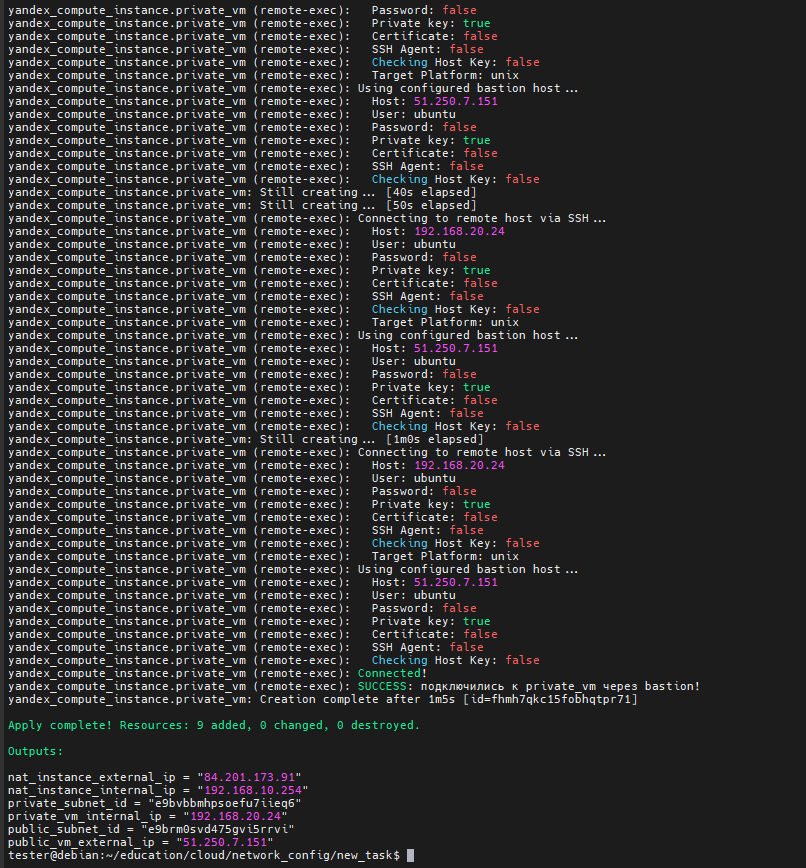 yandex_compute_instance.private_vm (remote-exec):   Password: false
yandex_compute_instance.private_vm (remote-exec):   Private key: true
yandex_compute_instance.private_vm (remote-exec):   Certificate: false
yandex_compute_instance.private_vm (remote-exec):   SSH Agent: false
yandex_compute_instance.private_vm (remote-exec):   Checking Host Key: false
yandex_compute_instance.private_vm (remote-exec):   Target Platform: unix
yandex_compute_instance.private_vm (remote-exec): Using configured bastion host...
yandex_compute_instance.private_vm (remote-exec):   Host: 51.250.7.151
yandex_compute_instance.private_vm (remote-exec):   User: ubuntu
yandex_compute_instance.private_vm (remote-exec):   Password: false
yandex_compute_instance.private_vm (remote-exec):   Private key: true
yandex_compute_instance.private_vm (remote-exec):   Certificate: false
yandex_compute_instance.private_vm (remote-exec):   SSH Agent: false
yandex_compute_instance.private_vm (remote-exec):   Checking Host Key: false
yandex_compute_instance.private_vm: Still creating... [40s elapsed]
yandex_compute_instance.private_vm: Still creating... [50s elapsed]
yandex_compute_instance.private_vm (remote-exec): Connecting to remote host via SSH...
yandex_compute_instance.private_vm (remote-exec):   Host: 192.168.20.24
yandex_compute_instance.private_vm (remote-exec):   User: ubuntu
yandex_compute_instance.private_vm (remote-exec):   Password: false
yandex_compute_instance.private_vm (remote-exec):   Private key: true
yandex_compute_instance.private_vm (remote-exec):   Certificate: false
yandex_compute_instance.private_vm (remote-exec):   SSH Agent: false
yandex_compute_instance.private_vm (remote-exec):   Checking Host Key: false
yandex_compute_instance.private_vm (remote-exec):   Target Platform: unix
yandex_compute_instance.private_vm (remote-exec): Using configured bastion host...
yandex_compute_instance.private_vm (remote-exec):   Host: 51.250.7.151
yandex_compute_instance.private_vm (remote-exec):   User: ubuntu
yandex_compute_instance.private_vm (remote-exec):   Password: false
yandex_compute_instance.private_vm (remote-exec):   Private key: true
yandex_compute_instance.private_vm (remote-exec):   Certificate: false
yandex_compute_instance.private_vm (remote-exec):   SSH Agent: false
yandex_compute_instance.private_vm (remote-exec):   Checking Host Key: false
yandex_compute_instance.private_vm: Still creating... [1m0s elapsed]
yandex_compute_instance.private_vm (remote-exec): Connecting to remote host via SSH...
yandex_compute_instance.private_vm (remote-exec):   Host: 192.168.20.24
yandex_compute_instance.private_vm (remote-exec):   User: ubuntu
yandex_compute_instance.private_vm (remote-exec):   Password: false
yandex_compute_instance.private_vm (remote-exec):   Private key: true
yandex_compute_instance.private_vm (remote-exec):   Certificate: false
yandex_compute_instance.private_vm (remote-exec):   SSH Agent: false
yandex_compute_instance.private_vm (remote-exec):   Checking Host Key: false
yandex_compute_instance.private_vm (remote-exec):   Target Platform: unix
yandex_compute_instance.private_vm (remote-exec): Using configured bastion host...
yandex_compute_instance.private_vm (remote-exec):   Host: 51.250.7.151
yandex_compute_instance.private_vm (remote-exec):   User: ubuntu
yandex_compute_instance.private_vm (remote-exec):   Password: false
yandex_compute_instance.private_vm (remote-exec):   Private key: true
yandex_compute_instance.private_vm (remote-exec):   Certificate: false
yandex_compute_instance.private_vm (remote-exec):   SSH Agent: false
yandex_compute_instance.private_vm (remote-exec):   Checking Host Key: false
yandex_compute_instance.private_vm (remote-exec): Connected!
yandex_compute_instance.private_vm (remote-exec): SUCCESS: подключились к private_vm через bastion!
yandex_compute_instance.private_vm: Creation complete after 1m5s [id=fhmh7qkc15fobhqtpr71]
Apply complete! Resources: 9 added, 0 changed, 0 destroyed.
Outputs:
nat_instance_external_ip = "84.201.173.91"
nat_instance_internal_ip = "192.168.10.254"
private_subnet_id = "e9bvbbmhpsoefu7iieq6"
private_vm_internal_ip = "192.168.20.24"
public_subnet_id = "e9brm0svd475gvi5rrvi"
public_vm_external_ip = "51.250.7.151"
tester@debian:~/education/cloud/network_config/new_task$